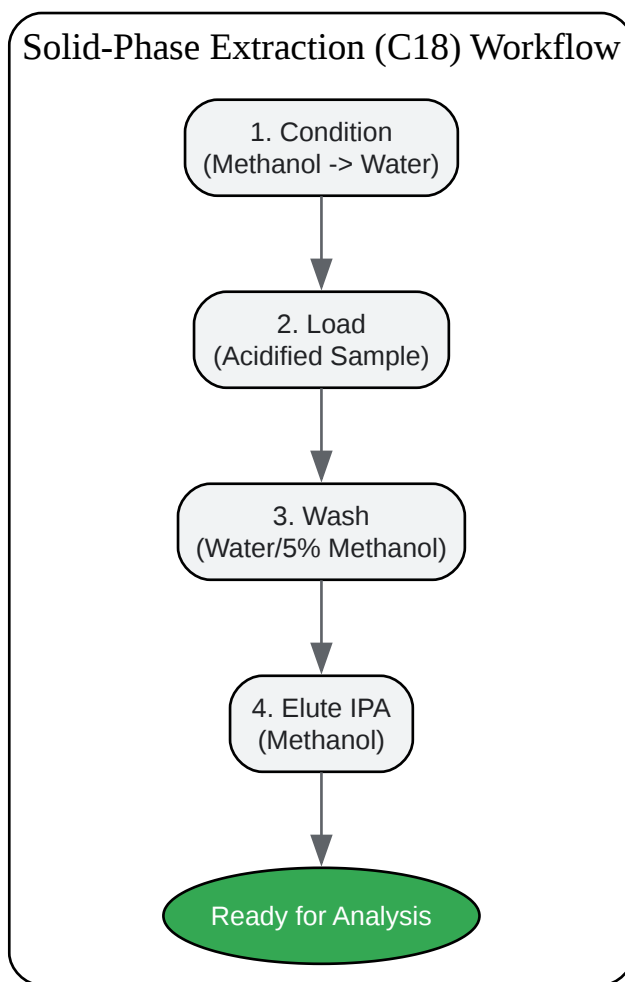 Solid-Phase Extraction (C18) Workflow
1. Condition
(Methanol -> Water)
2. Load
(Acidified Sample)
3. Wash
(Water/5% Methanol)
4. Elute IPA
(Methanol)
Ready for Analysis